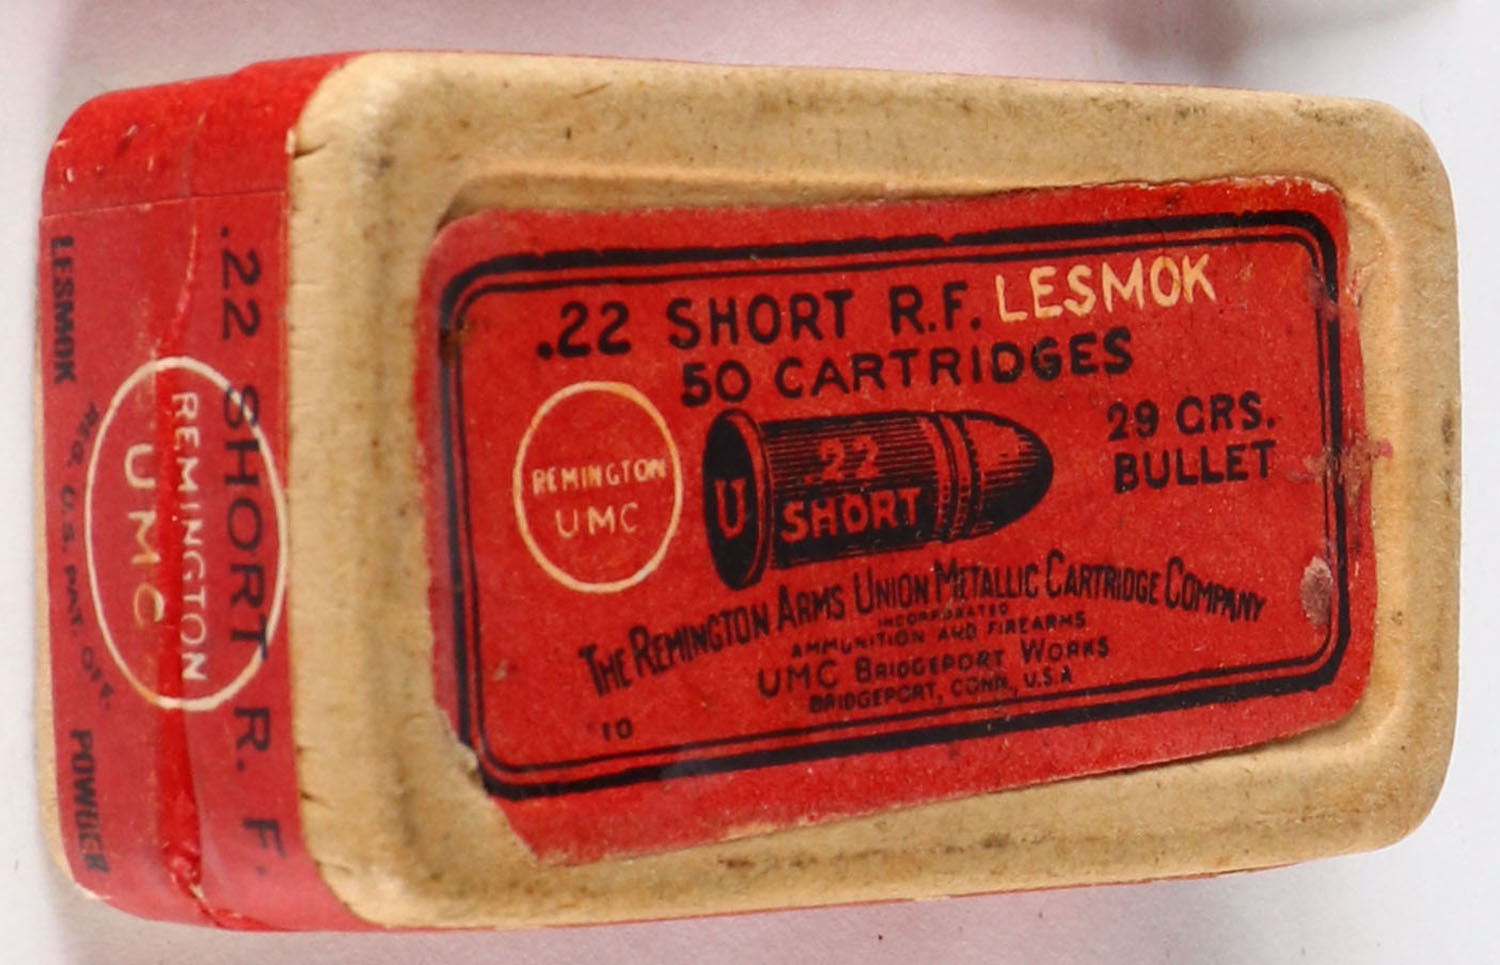 .22 SHORT R.F. LESMOK
50 CARTRIDGES
29 GRS.
BULLET
REMINGTON
UMC
U
.22
SHORT
THE REMINGTON ARMS UNION METALLIC CARTRIDGE COMPANY
INCORPORATED
AMMUNITION AND FIREARMS
UMC BRIDGEPORT WORKS
BRIDGEPORT, CONN., U.S.A
10
.22 SHORT R. F.
REMINGTON
UMC
REG. U.S. PAT. OFF.
LESMOK POWDER